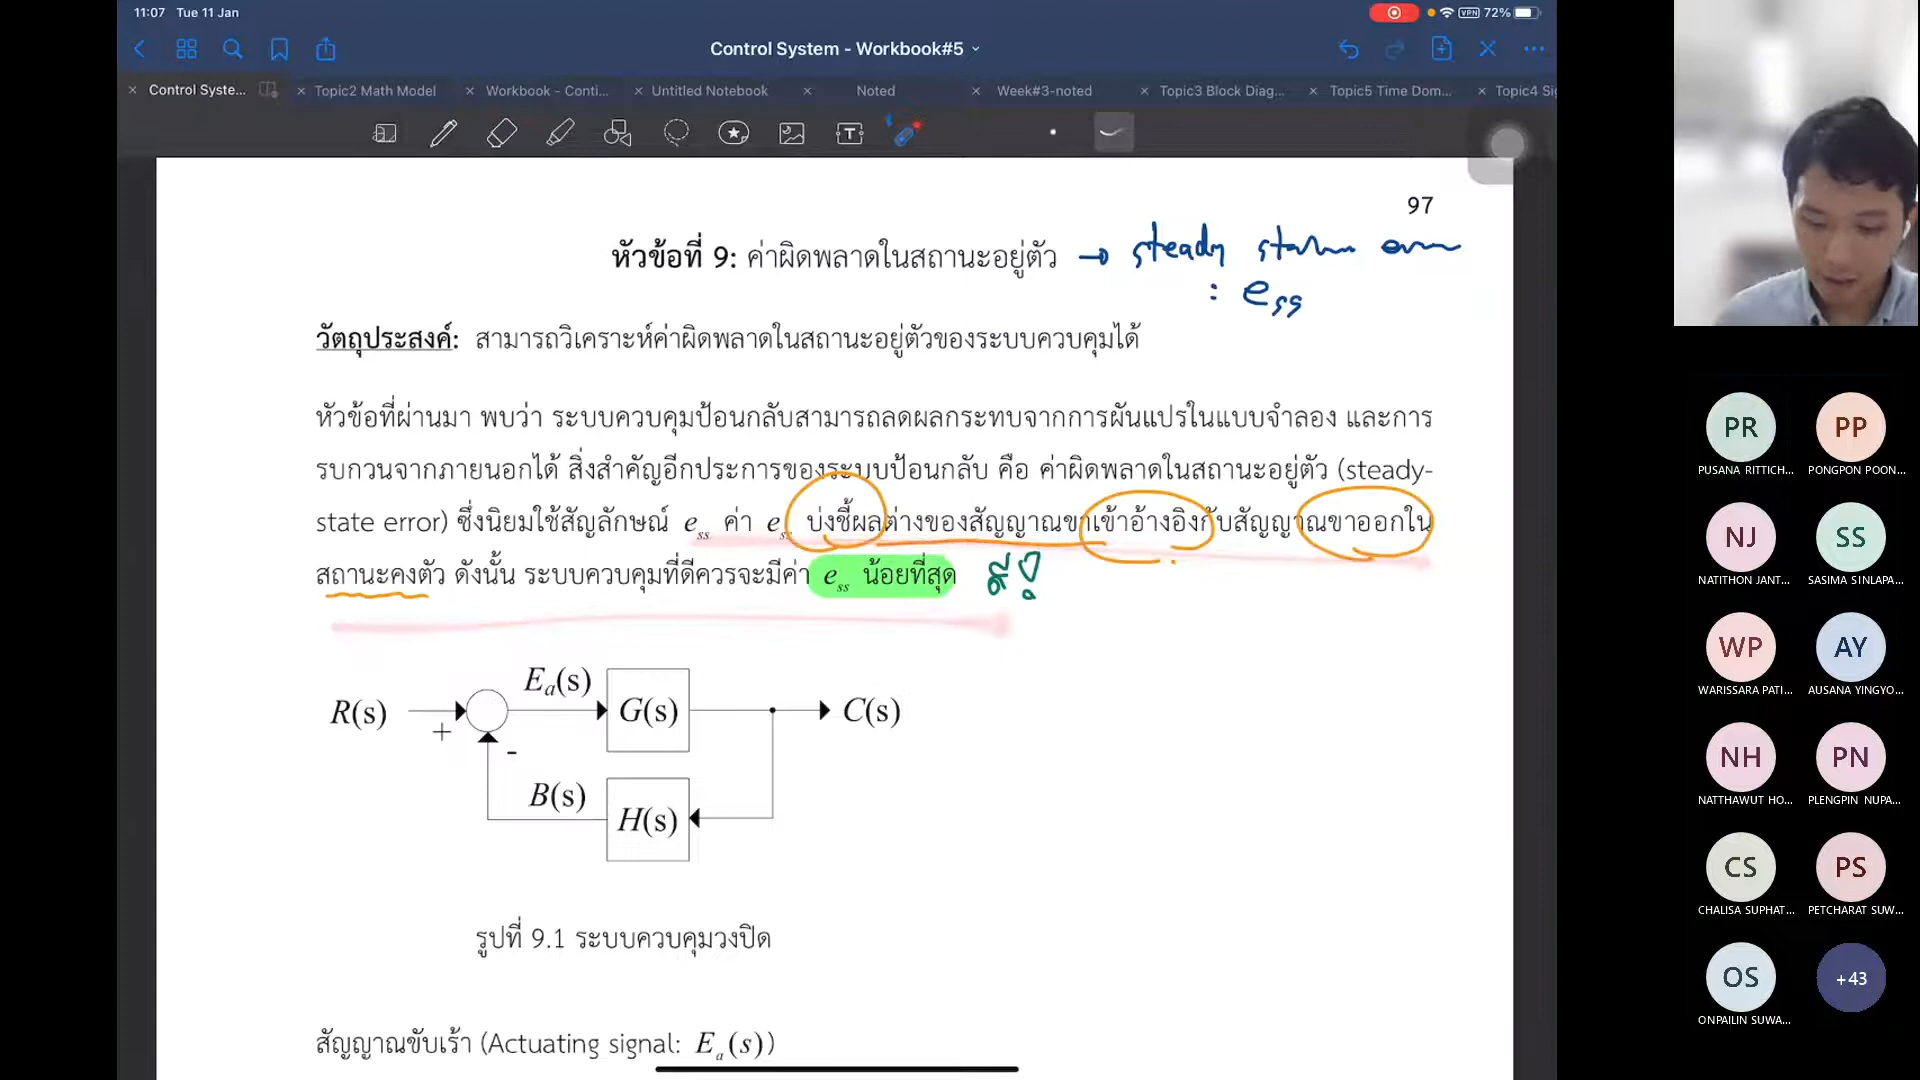 11:07 Tue 11 Jan
VPN 72%
Control System - Workbook#5
Control Syste...
Topic2 Math Model
Workbook - Conti...
Untitled Notebook
Noted
Week#3-noted
Topic3 Block Diag...
Topic5 Time Dom...
Topic4 Si
97
หัวข้อที่ 9: ค่าผิดพลาดในสถานะอยู่ตัว → steady
: ess
วัตถุประสงค์: สามารถวิเคราะห์ค่าผิดพลาดในสถานะอยู่ตัวของระบบควบคุมได้
หัวข้อที่ผ่านมา พบว่า ระบบควบคุมป้อนกลับสามารถลดผลกระทบจากการผันแปรในแบบจำลอง และการ
รบกวนจากภายนอกได้ สิ่งสำคัญอีกประการของระบบป้อนกลับ คือ ค่าผิดพลาดในสถานะอยู่ตัว (steady-
state error) ซึ่งนิยมใช้สัญลักษณ์ ess ค่า ess บ่งชี้ผลต่างของสัญญาณขาเข้าอ้างอิงกับสัญญาณขาออกใน
สถานะคงตัว ดังนั้น ระบบควบคุมที่ดีควรจะมีค่า ess น้อยที่สุด
R(s)
+
-
Ea(s)
G(s)
C(s)
B(s)
H(s)
รูปที่ 9.1 ระบบควบคุมวงปิด
สัญญาณขับเร้า (Actuating signal: Ea(s))
PR
PUSANA RITTICH...
PP
PONGPON POON...
NJ
NATITHON JANT...
SS
SASIMA SINLAPA...
WP
WARISSARA PATI...
AY
AUSANA YINGYO...
NH
NATTHAWUT HO...
PN
PLENGPIN NUPA...
CS
CHALISA SUPHAT...
PS
PETCHARAT SUW...
OS
ONPAILIN SUWA...
+43